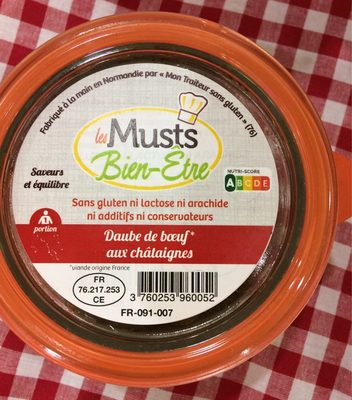 Fabriqué à la main en Normandie par « Mon Traiteur sans gluten » (76)
les Musts
Bien-Être
Saveurs
et équilibre
NUTRI-SCORE
A B C D E
Sans gluten ni lactose ni arachide
ni additifs ni conservateurs
1
portion
Daube de bœuf*
aux châtaignes
*viande origine France
FR
76.217.253
CE
3 760253 960052
FR-091-007